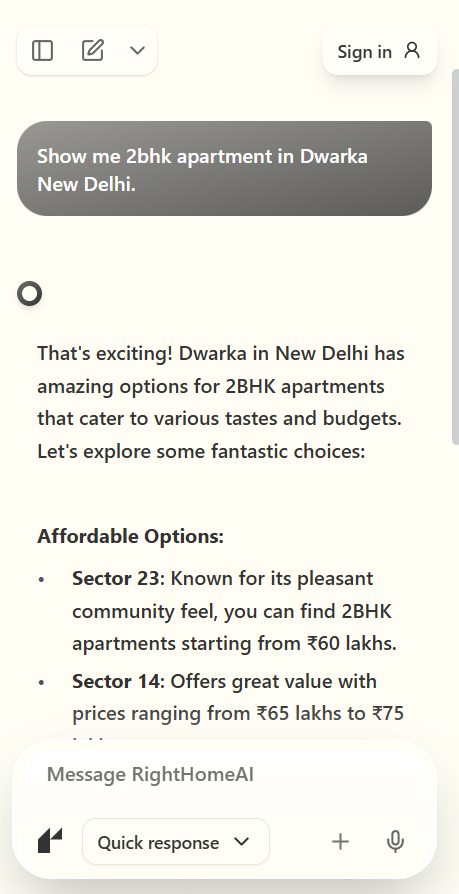 Sign in
Show me 2bhk apartment in Dwarka
New Delhi.
That's exciting! Dwarka in New Delhi has
amazing options for 2BHK apartments
that cater to various tastes and budgets.
Let's explore some fantastic choices:
Affordable Options:
• Sector 23: Known for its pleasant
community feel, you can find 2BHK
apartments starting from ₹60 lakhs.
• Sector 14: Offers great value with
prices ranging from ₹65 lakhs to ₹75
Message RightHomeAI
Quick response